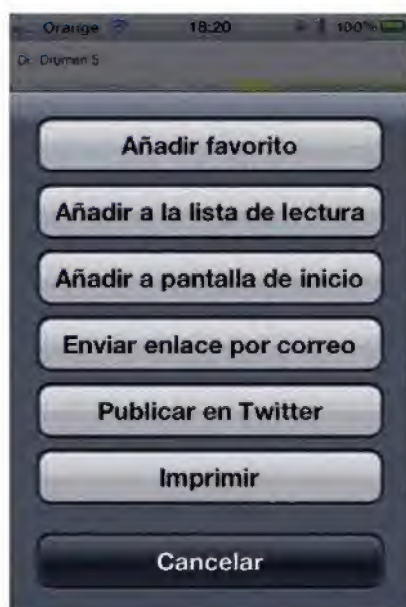 Orange 18:20 100%
Añadir favorito
Añadir a la lista de lectura
Añadir a pantalla de inicio
Enviar enlace por correo
Publicar en Twitter
Imprimir
Cancelar